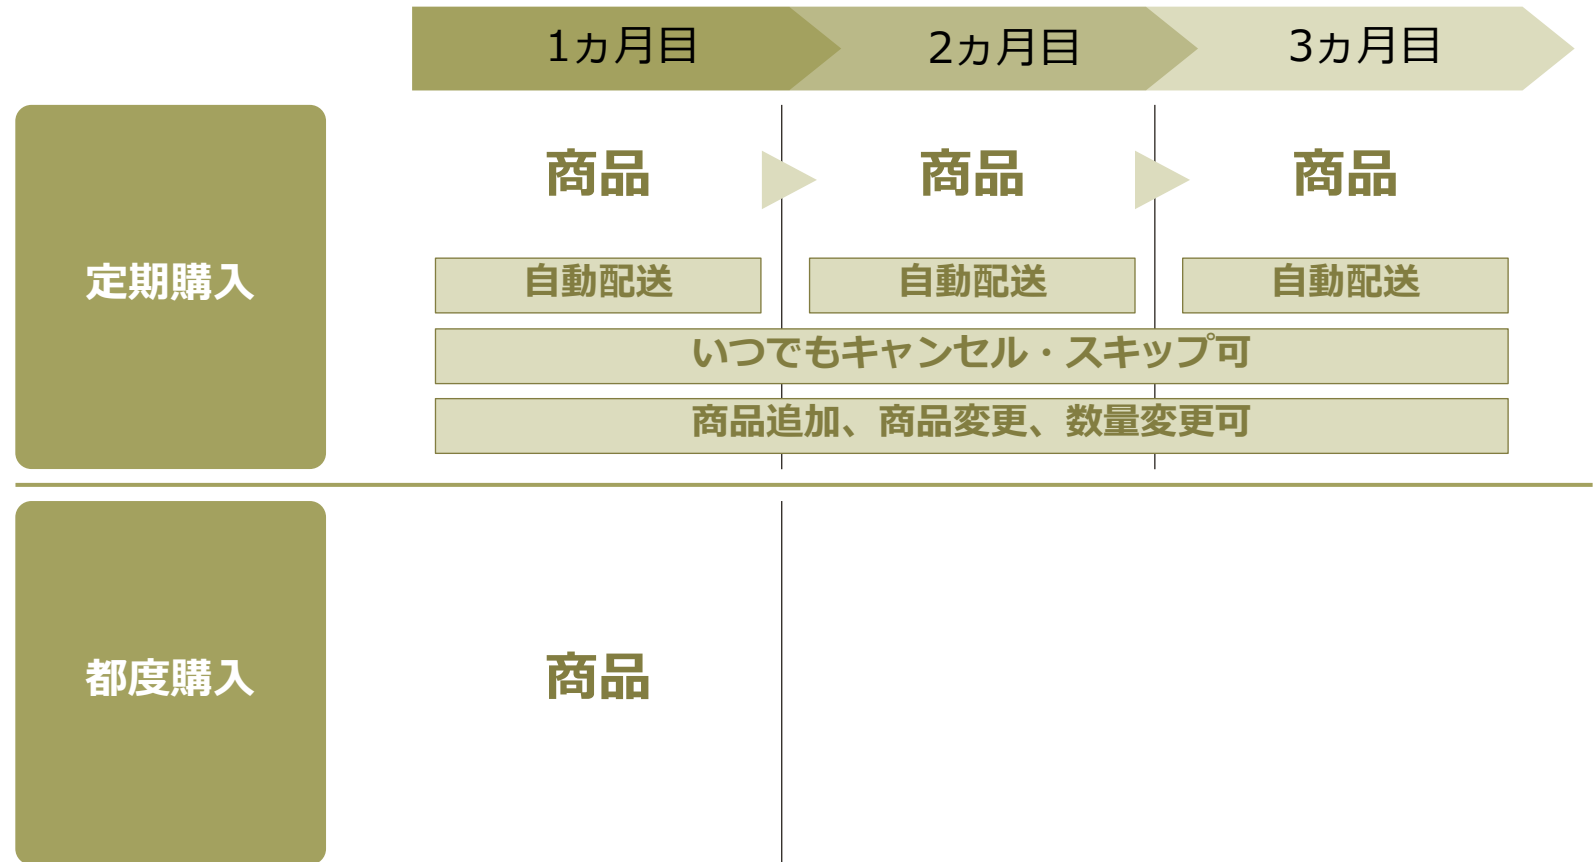 1ヵ月目
2ヵ月目
3ヵ月目
定期購入
商品
商品
商品
自動配送
自動配送
自動配送
いつでもキャンセル・スキップ可
商品追加、商品変更、数量変更可
都度購入
商品